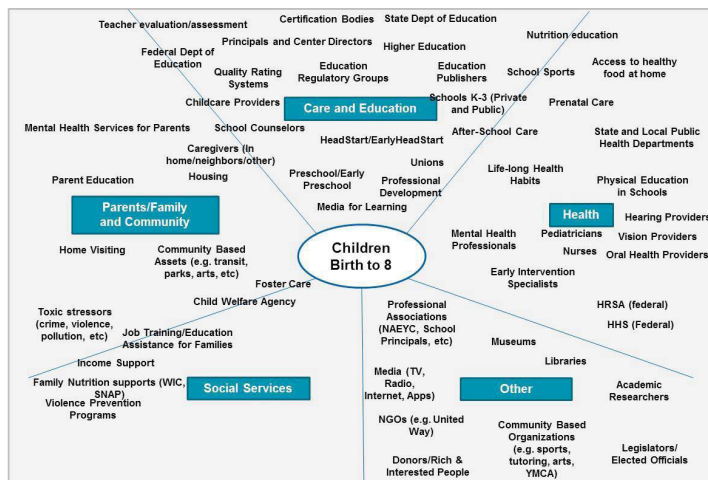 Teacher evaluation/assessment
Certification Bodies
State Dept of Education
Principals and Center Directors
Higher Education
Nutrition education
Federal Dept of
Education
Quality Rating
Systems
Education
Regulatory Groups
Education
Publishers
School Sports
Access to healthy
food at home
Childcare Providers
Care and Education
Schools K-3 (Private
and Public)
Prenatal Care
Mental Health Services for Parents
School Counselors
HeadStart/EarlyHeadStart
After-School Care
State and Local Public
Health Departments
Caregivers (In
home/neighbors/other)
Unions
Parent Education
Housing
Preschool/Early
Preschool
Professional
Development
Life-long Health
Habits
Physical Education
in Schools
Media for Learning
Parents/Family
and Community
Health
Hearing Providers
Children
Birth to 8
Mental Health
Professionals
Pediatricians
Vision Providers
Nurses
Oral Health Providers
Home Visiting
Community Based
Assets (e.g. transit,
parks, arts, etc)
Early Intervention
Specialists
Foster Care
Child Welfare Agency
Toxic stressors
(crime, violence,
pollution, etc)
Job Training/Education
Assistance for Families
Professional
Associations
(NAEYC, School
Principals, etc)
HRSA (federal)
HHS (Federal)
Museums
Libraries
Income Support
Family Nutrition supports (WIC,
SNAP)
Violence Prevention
Programs
Social Services
Media (TV,
Radio,
Internet, Apps)
Other
Academic
Researchers
NGOs (e.g. United
Way)
Community Based
Organizations
(e.g. sports,
tutoring, arts,
YMCA)
Legislators/
Elected Officials
Donors/Rich &
Interested People